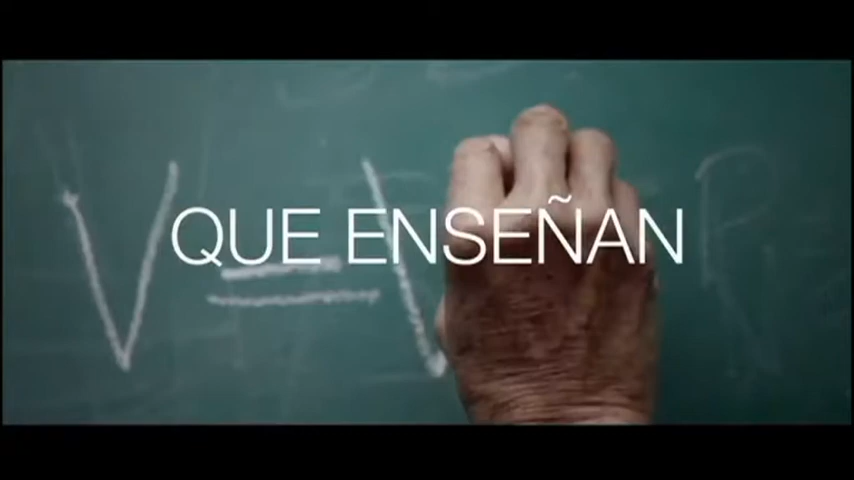 QUE ENSEÑAN
V =